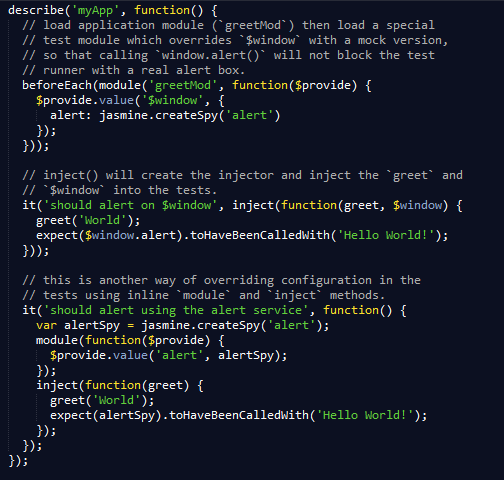 describe('myApp', function() {
  // load application module (`greetMod`) then load a special
  // test module which overrides `$window` with a mock version,
  // so that calling `window.alert()` will not block the test
  // runner with a real alert box.
  beforeEach(module('greetMod', function($provide) {
    $provide.value('$window', {
      alert: jasmine.createSpy('alert')
    });
  }));

  // inject() will create the injector and inject the `greet` and
  // `$window` into the tests.
  it('should alert on $window', inject(function(greet, $window) {
    greet('World');
    expect($window.alert).toHaveBeenCalledWith('Hello World!');
  }));

  // this is another way of overriding configuration in the
  // tests using inline `module` and `inject` methods.
  it('should alert using the alert service', function() {
    var alertSpy = jasmine.createSpy('alert');
    module(function($provide) {
      $provide.value('alert', alertSpy);
    });
    inject(function(greet) {
      greet('World');
      expect(alertSpy).toHaveBeenCalledWith('Hello World!');
    });
  });
});